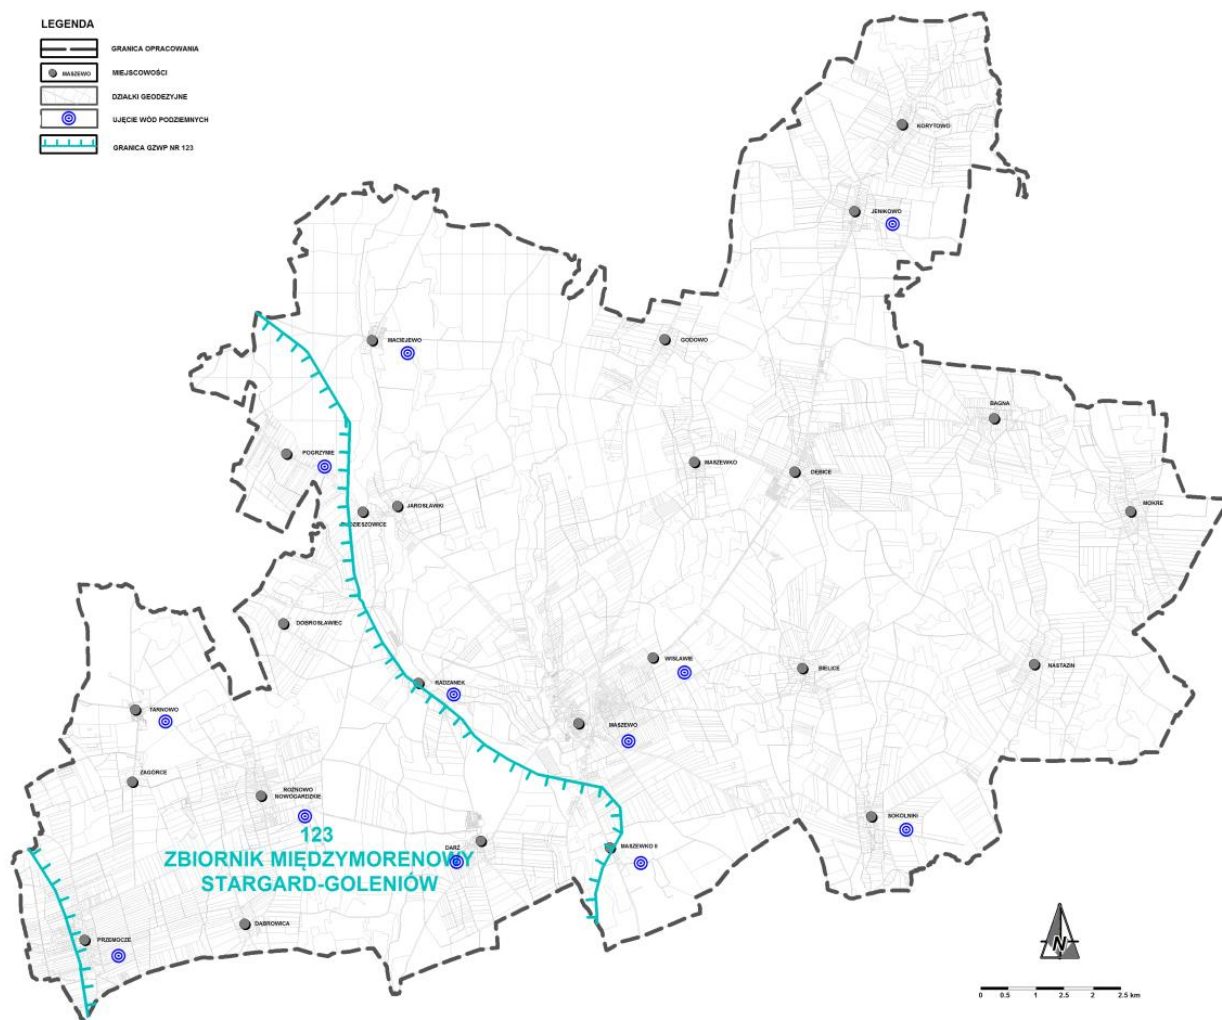 LEGENDA
GRANICA OPRACOWANIA
MASZEWO
MIEJSCOWOŚCI
DZIAŁKI GEODEZYJNE
UJĘCIE WÓD PODZIEMNYCH
GRANICA GZWP NR 123
KORYTOWO
JENIKOWO
MACIEJEWO
GODOWO
BAGNA
POGRZYMIE
MASZEWKO
DĘBICE
JAROSŁAWKI
MOKRE
DOBROSŁAWIEC
WISŁAWIE
BIELICE
NASTAZIN
RADZANEK
TARNOWO
MASZEWO
ZAGÓRCE
ROŻNOWO
NOWOGARDZKIE
SOKOLNIKI
123
DARŻ
MASZEWKO II
ZBIORNIK MIĘDZYMORENOWY
STARGARD-GOLENIÓW
DĄBROWICA
PRZEMOCZE
N
0 0.5 1 1.5 2 2.5 km